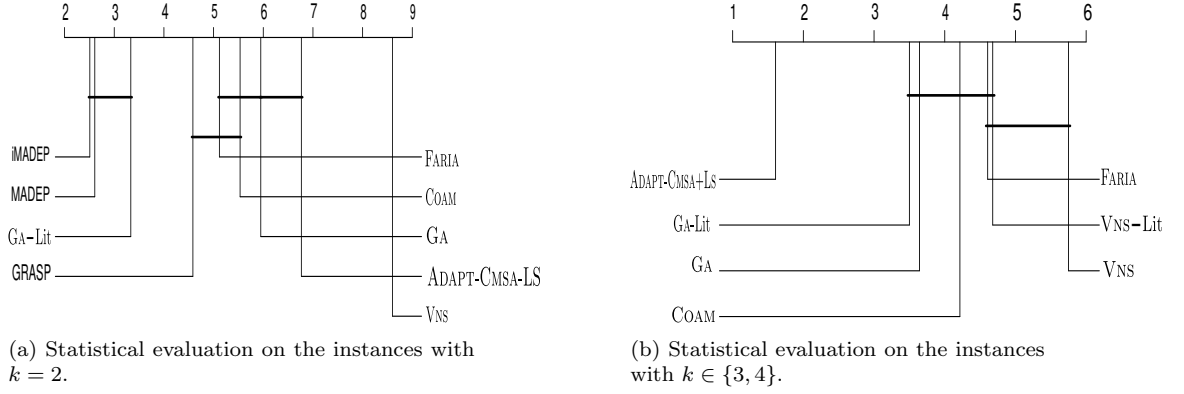 2 3 4 5 6 7 8 9
iMADEP
MADEP
GA-Lit
GRASP
FARIA
COAM
GA
ADAPT-CMSA-LS
VNS
(a) Statistical evaluation on the instances with
k = 2.
1 2 3 4 5 6
ADAPT-CMSA+LS
GA-Lit
GA
COAM
FARIA
VNS-Lit
VNS
(b) Statistical evaluation on the instances
with k ∈ {3, 4}.